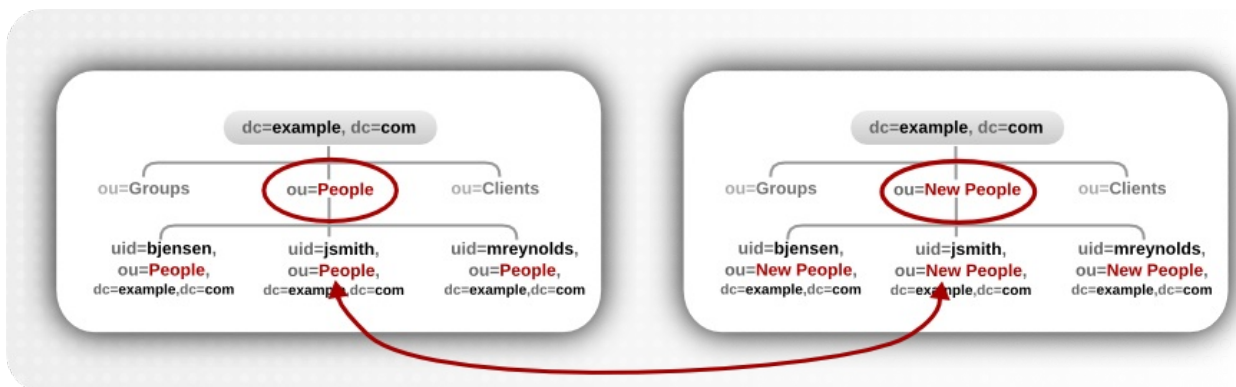 dc=example, dc=com
ou=Groups
ou=People
ou=Clients
uid=bjensen,
ou=People,
dc=example,dc=com
uid=jsmith,
ou=People,
dc=example,dc=com
uid=mreynolds,
ou=People,
dc=example,dc=com
dc=example, dc=com
ou=Groups
ou=New People
ou=Clients
uid=bjensen,
ou=New People,
dc=example,dc=com
uid=jsmith,
ou=New People,
dc=example,dc=com
uid=mreynolds,
ou=New People,
dc=example,dc=com